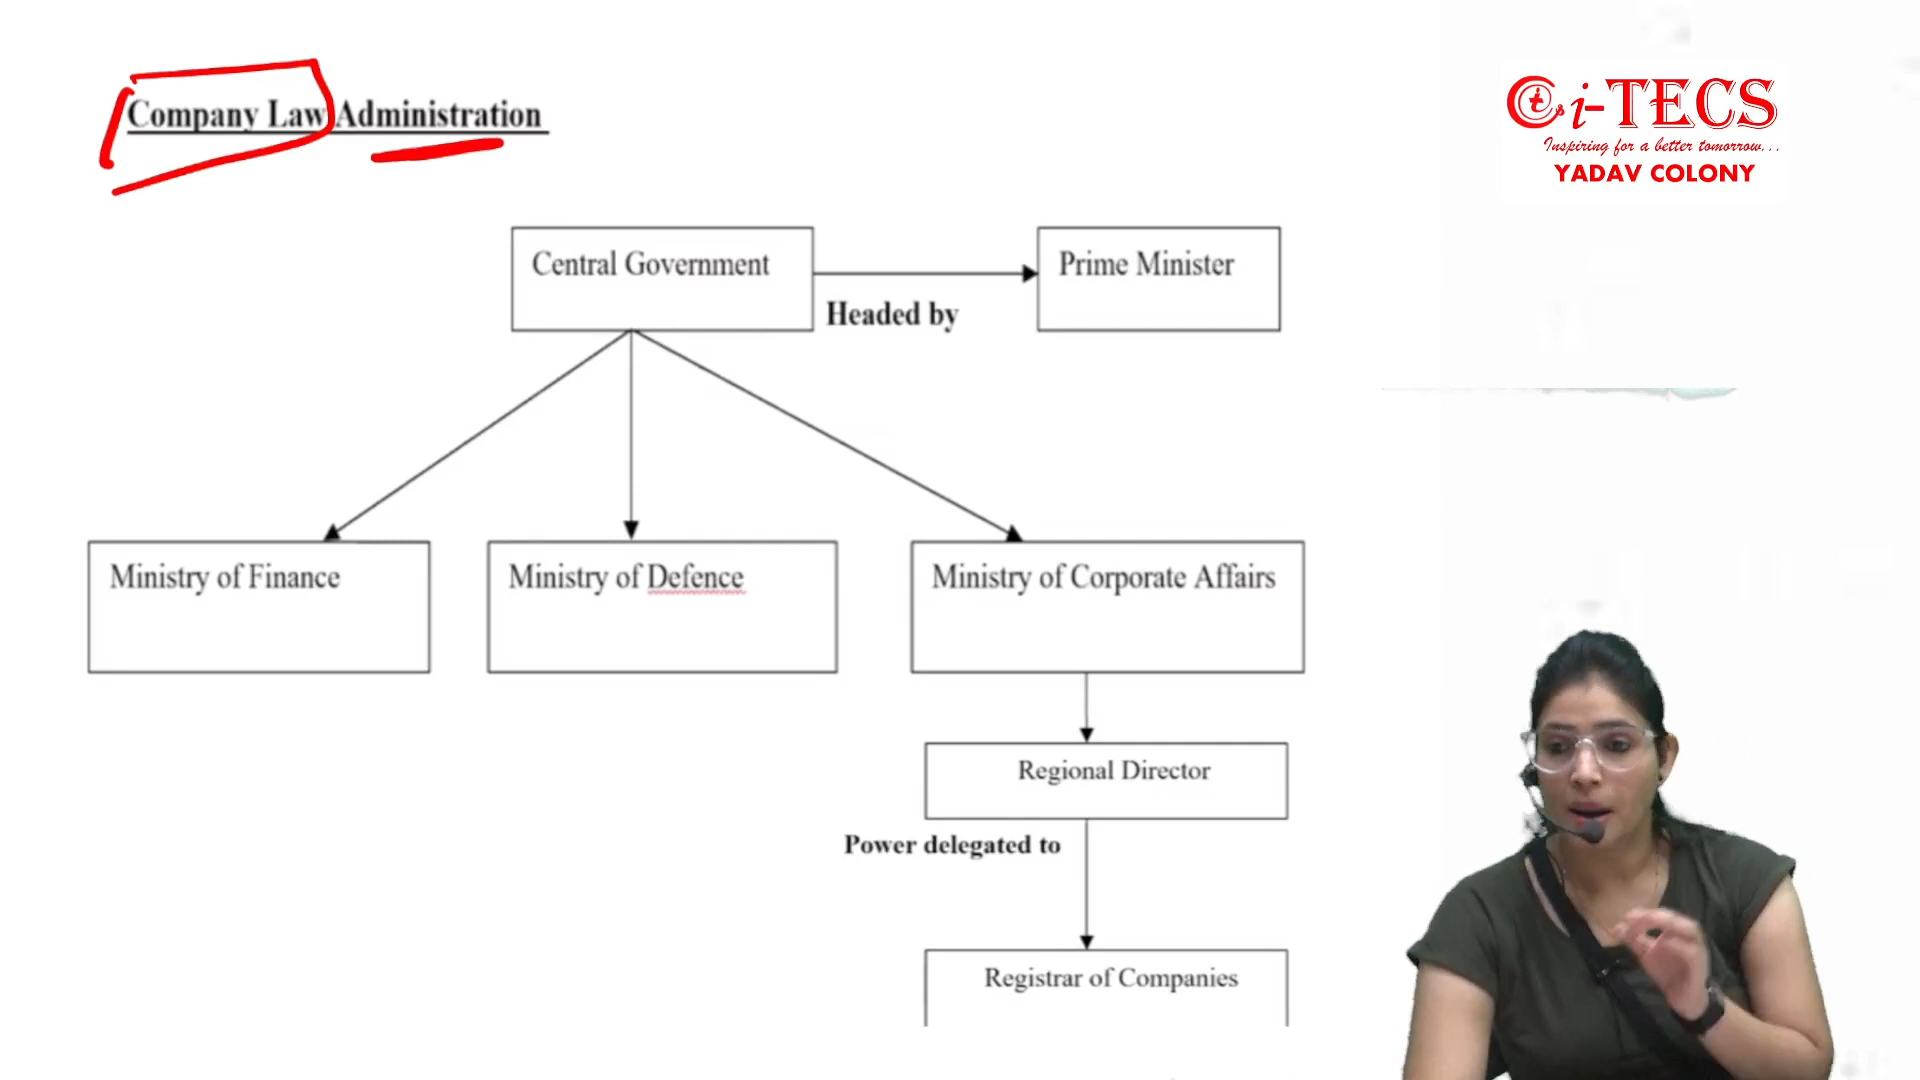 Company Law Administration
i-TECS
Inspiring for a better tomorrow...
YADAV COLONY
Central Government
Headed by
Prime Minister
Ministry of Finance
Ministry of Defence
Ministry of Corporate Affairs
Regional Director
Power delegated to
Registrar of Companies